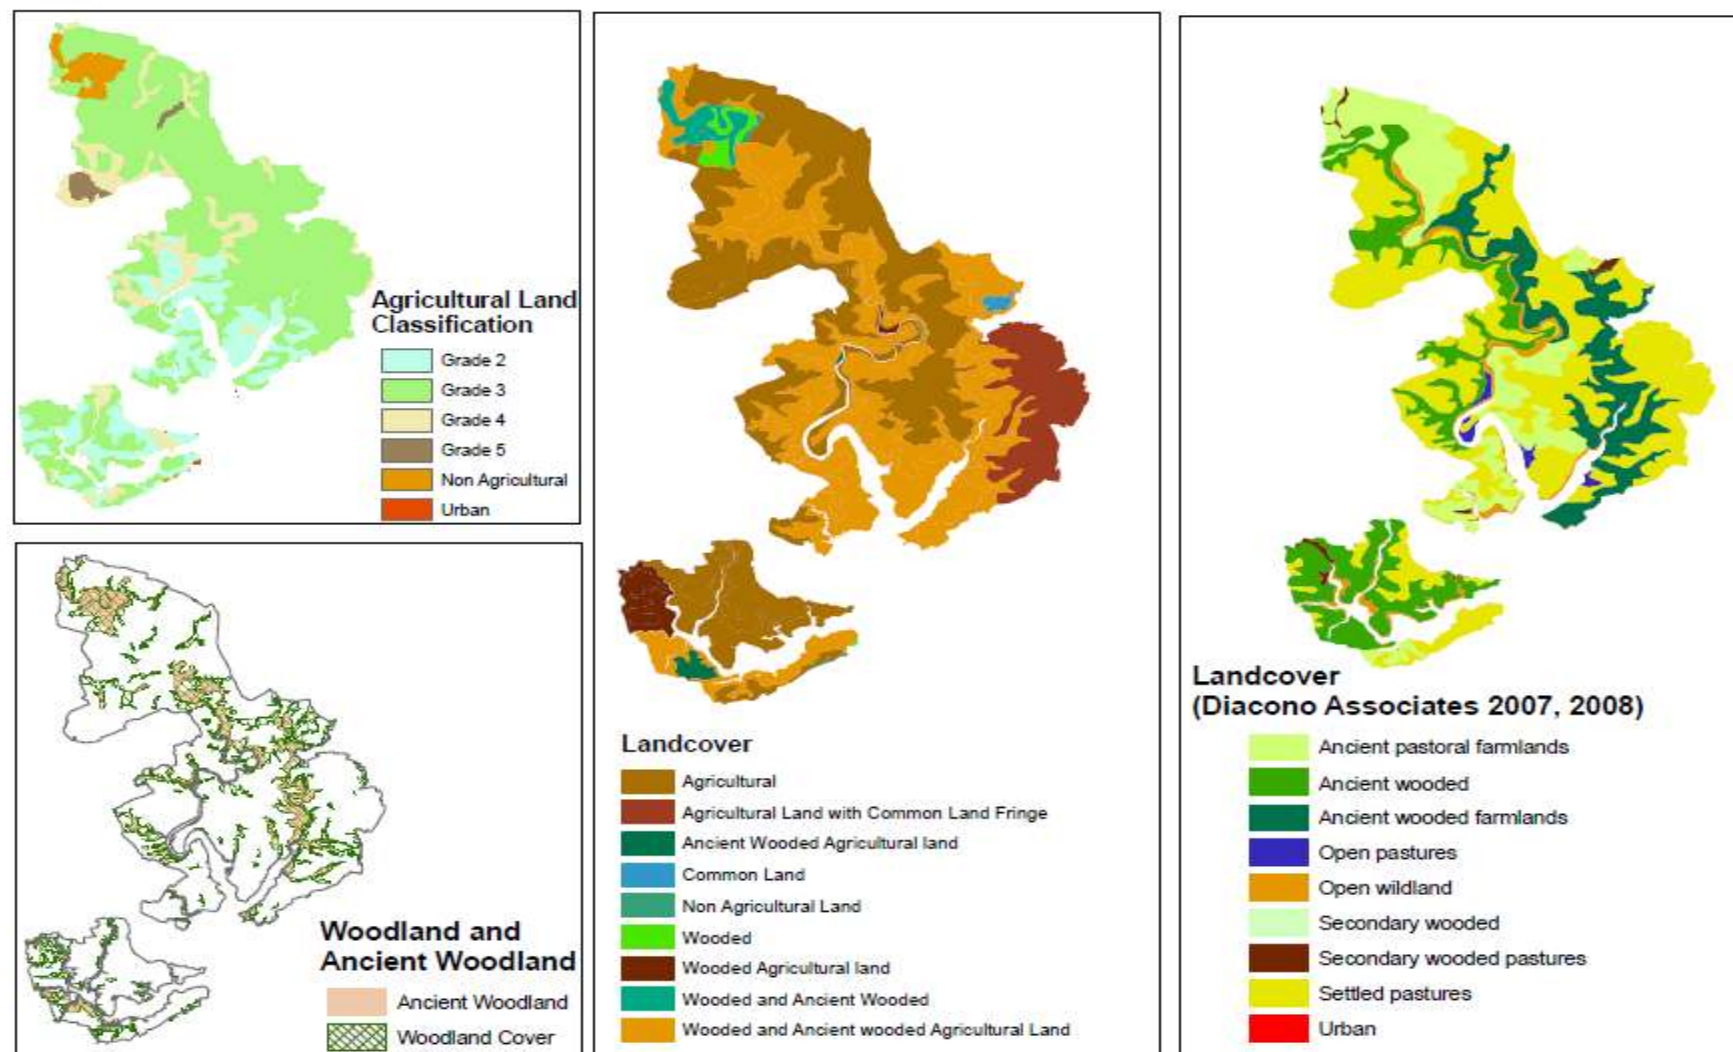 Agricultural Land
Classification
Grade 2
Grade 3
Grade 4
Grade 5
Non Agricultural
Urban
Woodland and
Ancient Woodland
Ancient Woodland
Woodland Cover
Landcover
Agricultural
Agricultural Land with Common Land Fringe
Ancient Wooded Agricultural land
Common Land
Non Agricultural Land
Wooded
Wooded Agricultural land
Wooded and Ancient Wooded
Wooded and Ancient wooded Agricultural Land
Landcover
(Diacono Associates 2007, 2008)
Ancient pastoral farmlands
Ancient wooded
Ancient wooded farmlands
Open pastures
Open wildland
Secondary wooded
Secondary wooded pastures
Settled pastures
Urban